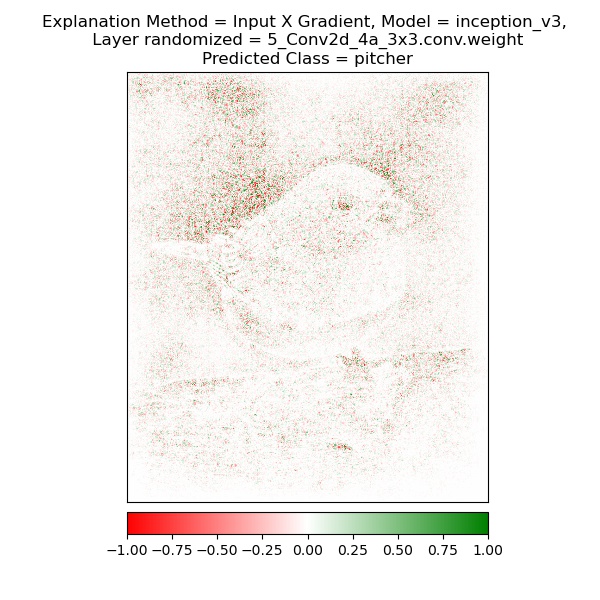 Explanation Method = Input X Gradient, Model = inception_v3,
Layer randomized = 5_Conv2d_4a_3x3.conv.weight
Predicted Class = pitcher
−1.00 −0.75 −0.50 −0.25 0.00 0.25 0.50 0.75 1.00